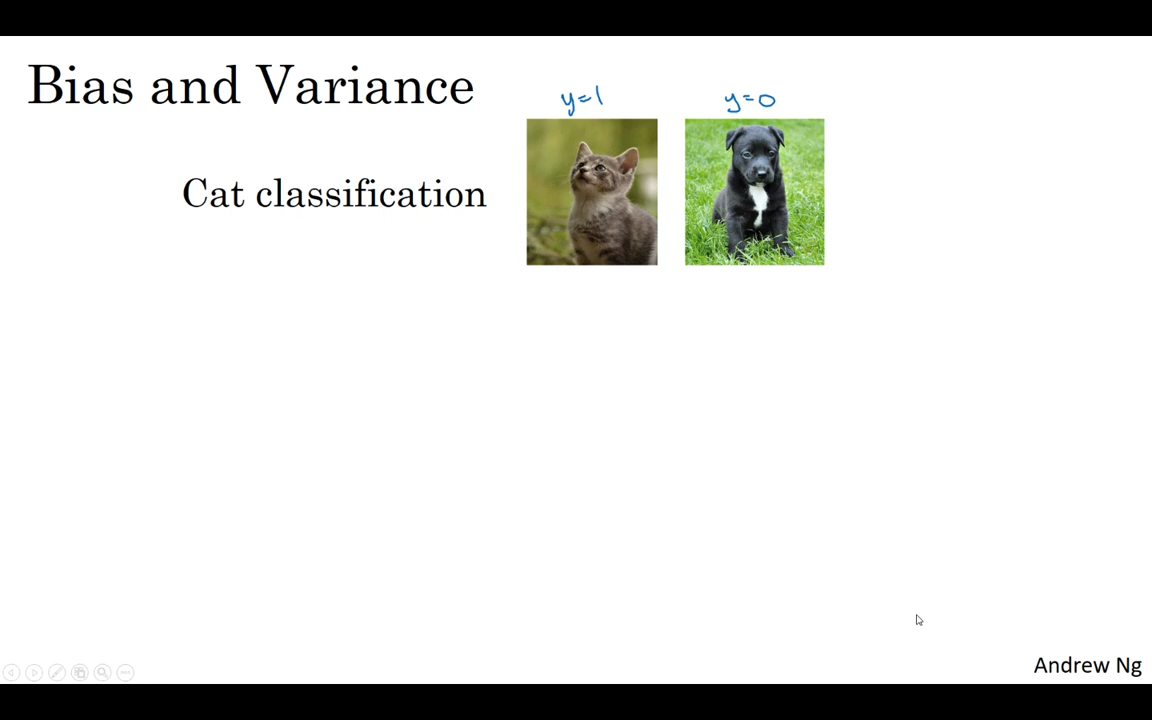 Bias and Variance
y=1
y=0
Cat classification
Andrew Ng